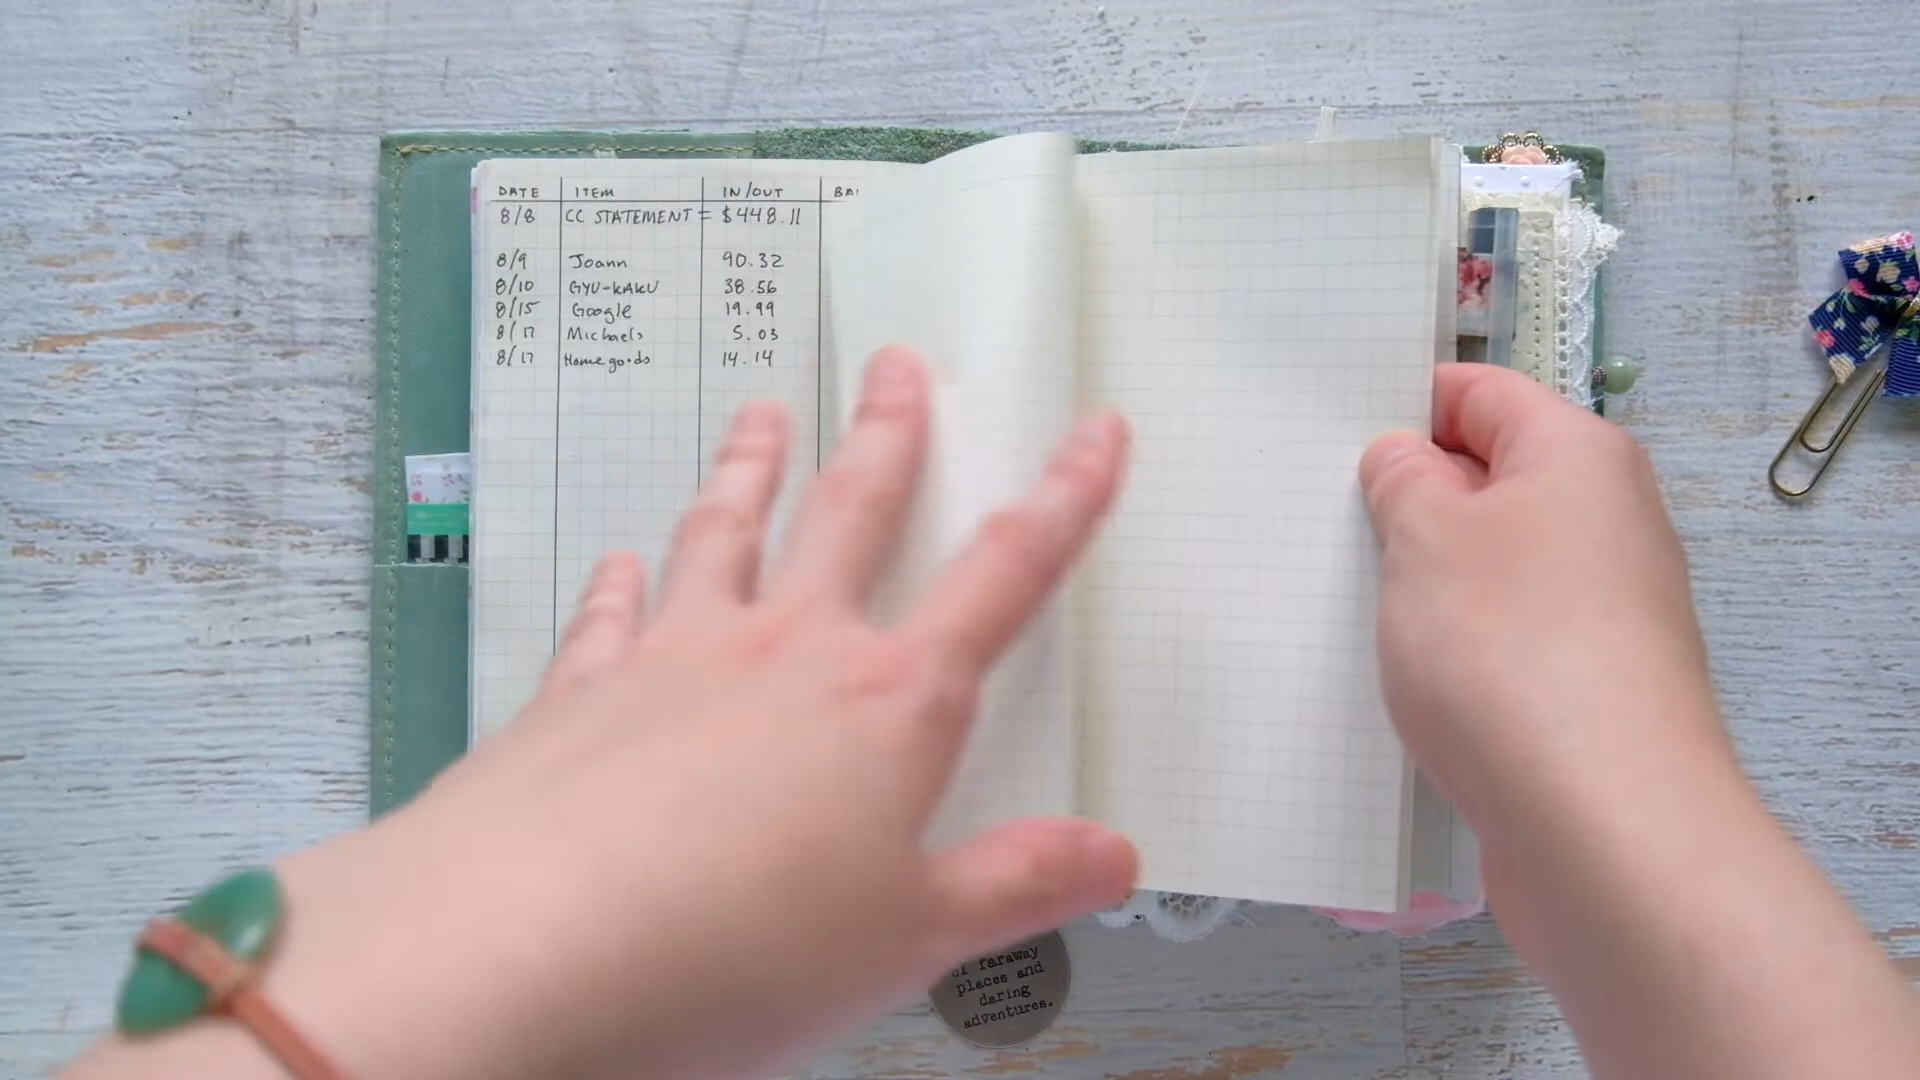 DATE ITEM IN/OUT BA
8/8 CC STATEMENT = $448.11
8/9 Joann 90.32
8/10 GYU-KAKU 38.56
8/15 Google 19.99
8/17 Michaels 5.03
8/17 Homegoods 14.14
of faraway
places and
daring
adventures.